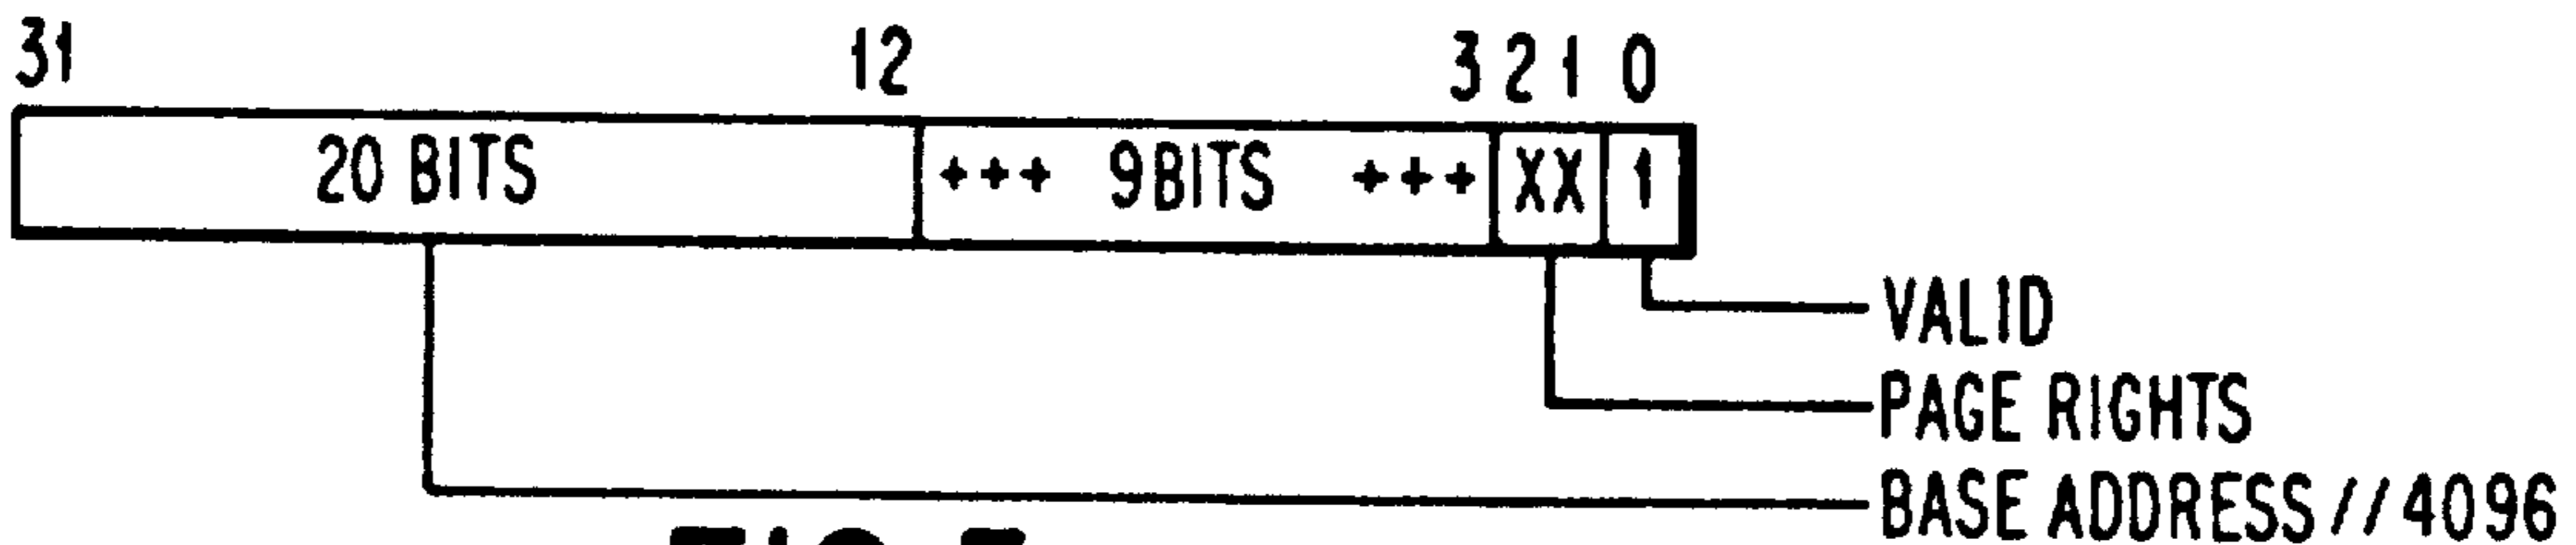 31 12 3 2 1 0
20 BITS +++ 9BITS +++ XX 1
VALID
PAGE RIGHTS
BASE ADDRESS // 4096